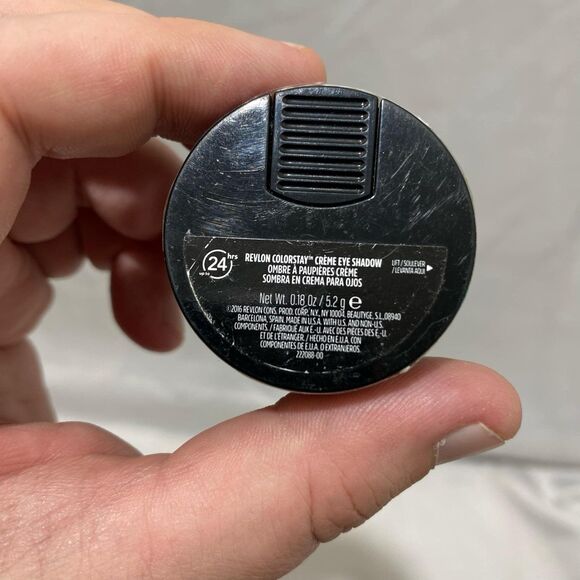 24 hrs
up to
REVLON COLORSTAY™ CRÈME EYE SHADOW
OMBRE À PAUPIÈRES CRÈME
SOMBRA EN CREMA PARA OJOS
LIFT / SOULEVER
/ LEVANTA AQUÍ
Net Wt. 0.18 Oz / 5.2 g e
©2016 REVLON CONS. PROD. CORP., N.Y., NY 10004. BEAUTYGE, S.L., 08940
BARCELONA, SPAIN. MADE IN U.S.A. WITH U.S. AND NON-U.S.
COMPONENTS. / FABRIQUÉ AUX É.-U. AVEC DES PIÈCES DES É.-U.
ET DE L'ÉTRANGER. / HECHO EN E.U.A. CON
COMPONENTES DE E.U.A. O EXTRANJEROS.
222088-00